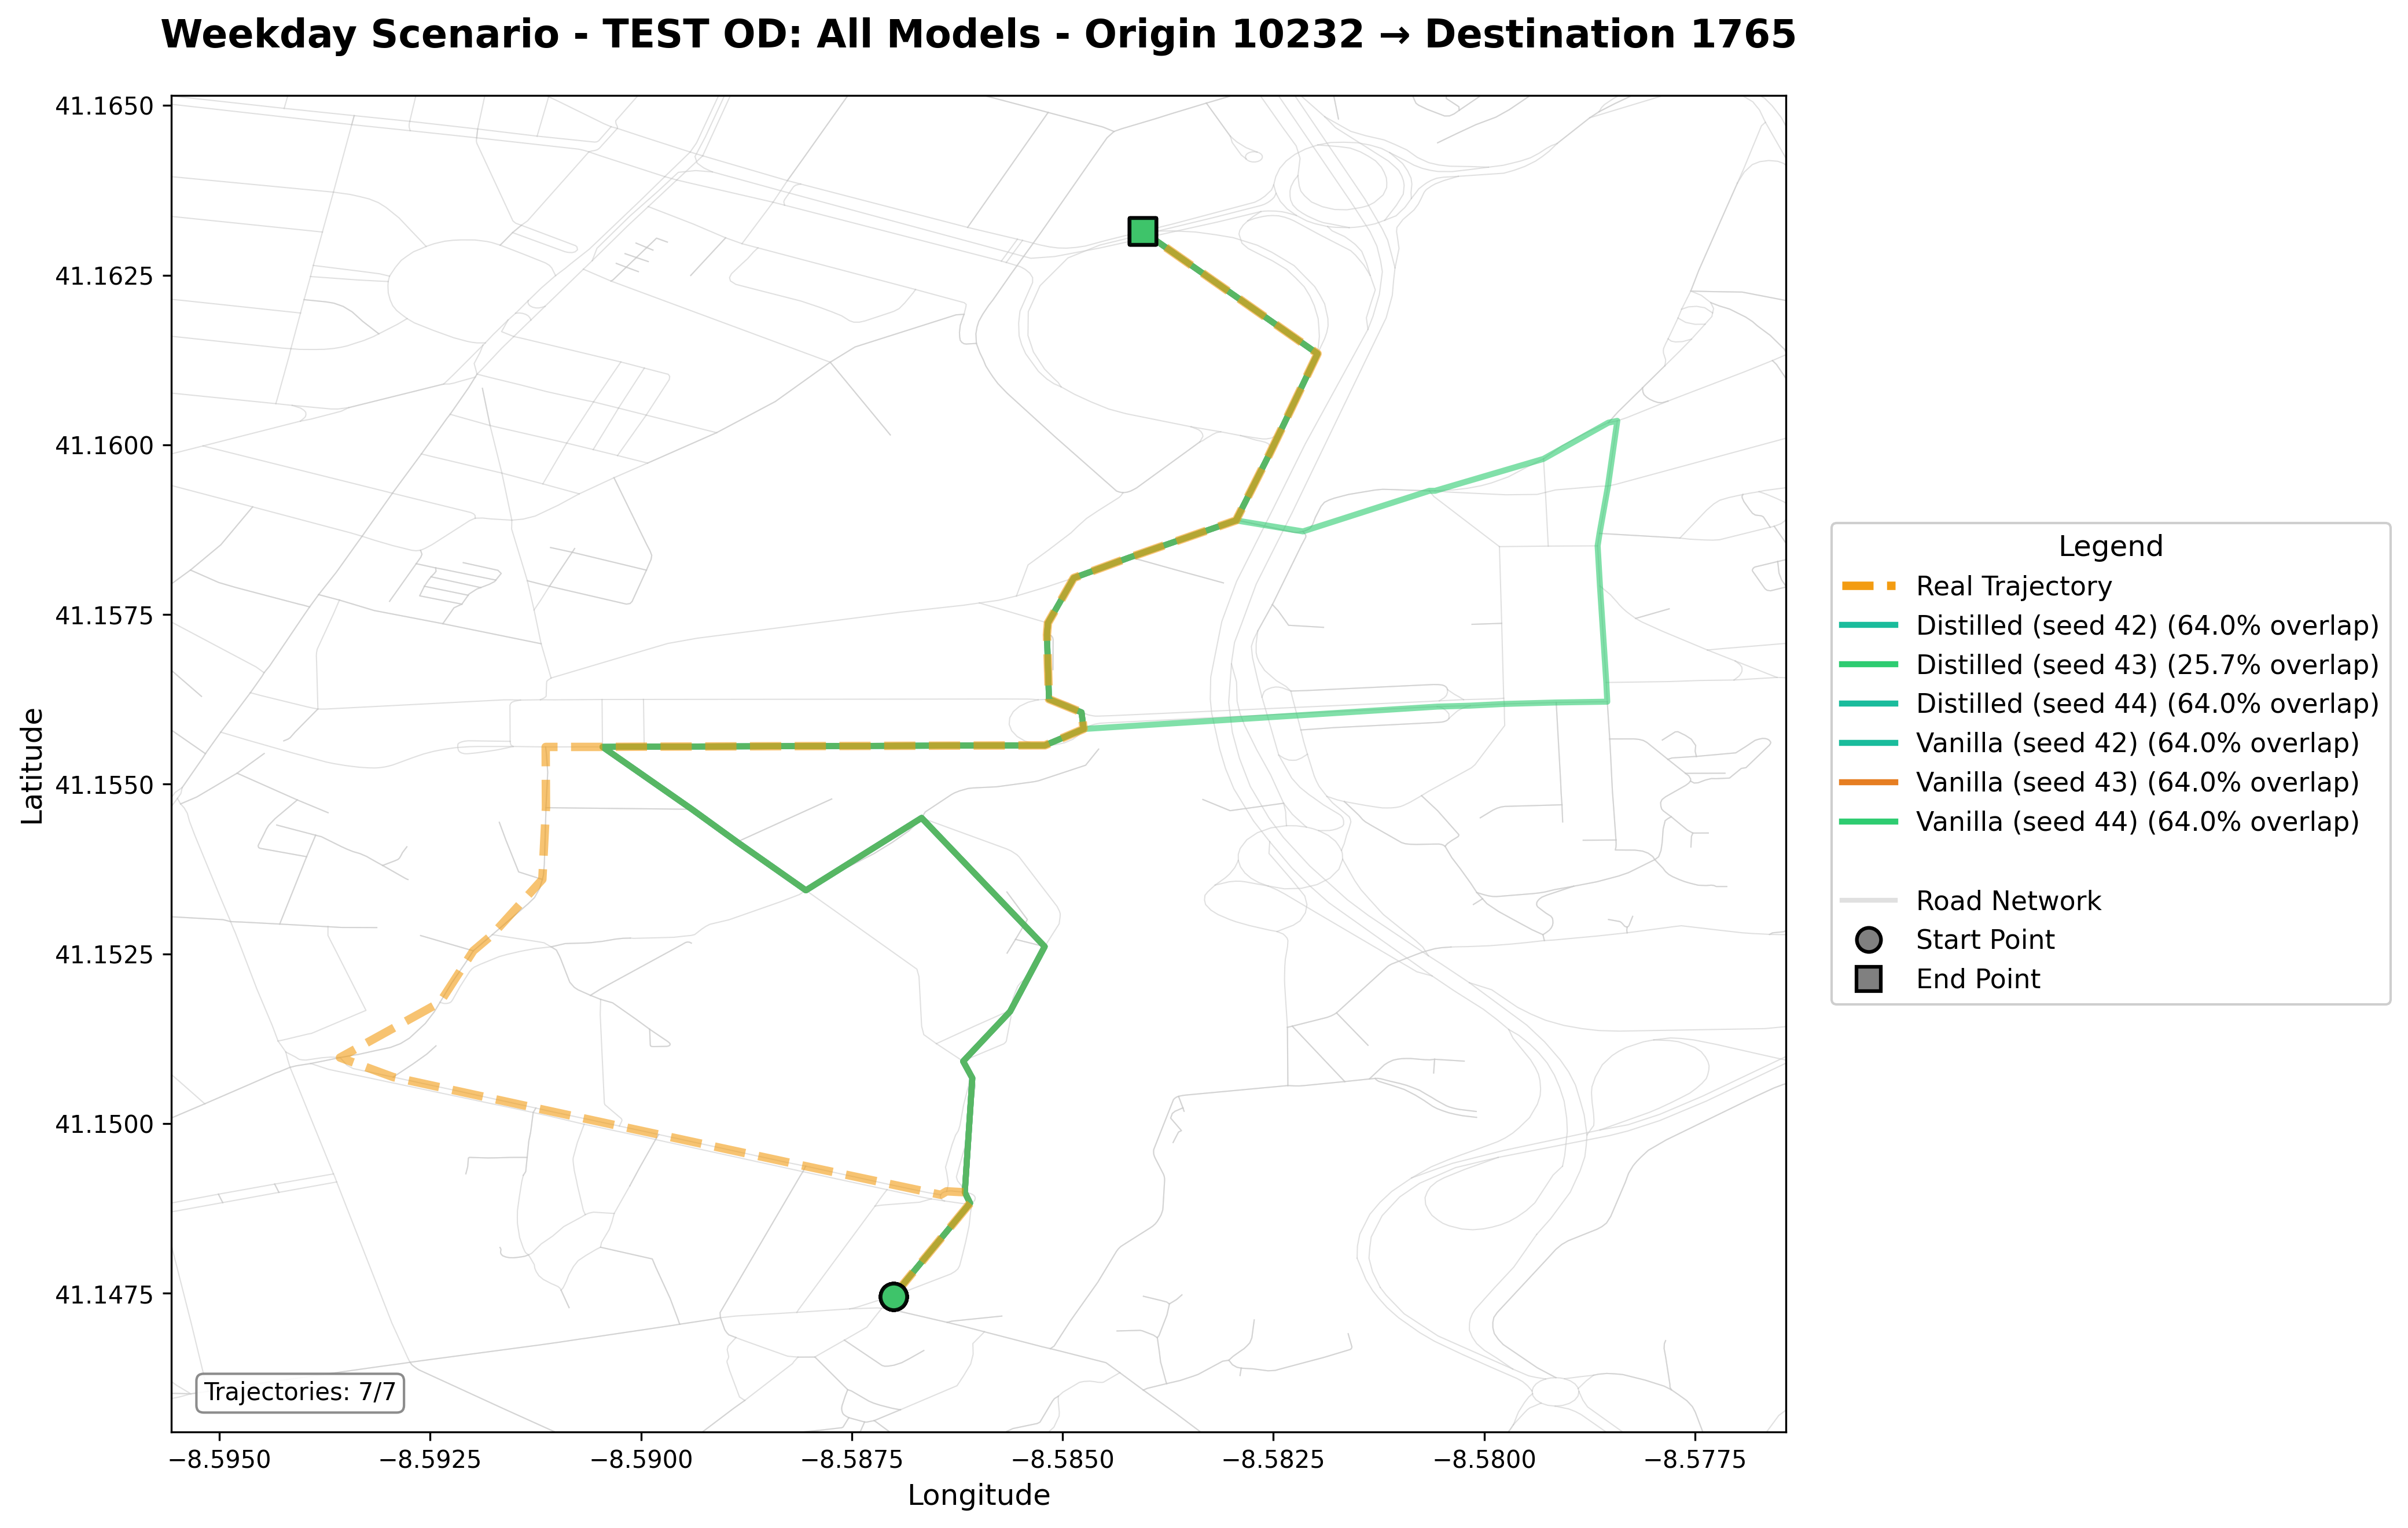 Weekday Scenario - TEST OD: All Models - Origin 10232 → Destination 1765
41.1650
41.1625
41.1600
41.1575
41.1550
41.1525
41.1500
41.1475
Latitude
−8.5950
−8.5925
−8.5900
−8.5875
−8.5850
−8.5825
−8.5800
−8.5775
Longitude
Trajectories: 7/7
Legend
Real Trajectory
Distilled (seed 42) (64.0% overlap)
Distilled (seed 43) (25.7% overlap)
Distilled (seed 44) (64.0% overlap)
Vanilla (seed 42) (64.0% overlap)
Vanilla (seed 43) (64.0% overlap)
Vanilla (seed 44) (64.0% overlap)
Road Network
Start Point
End Point